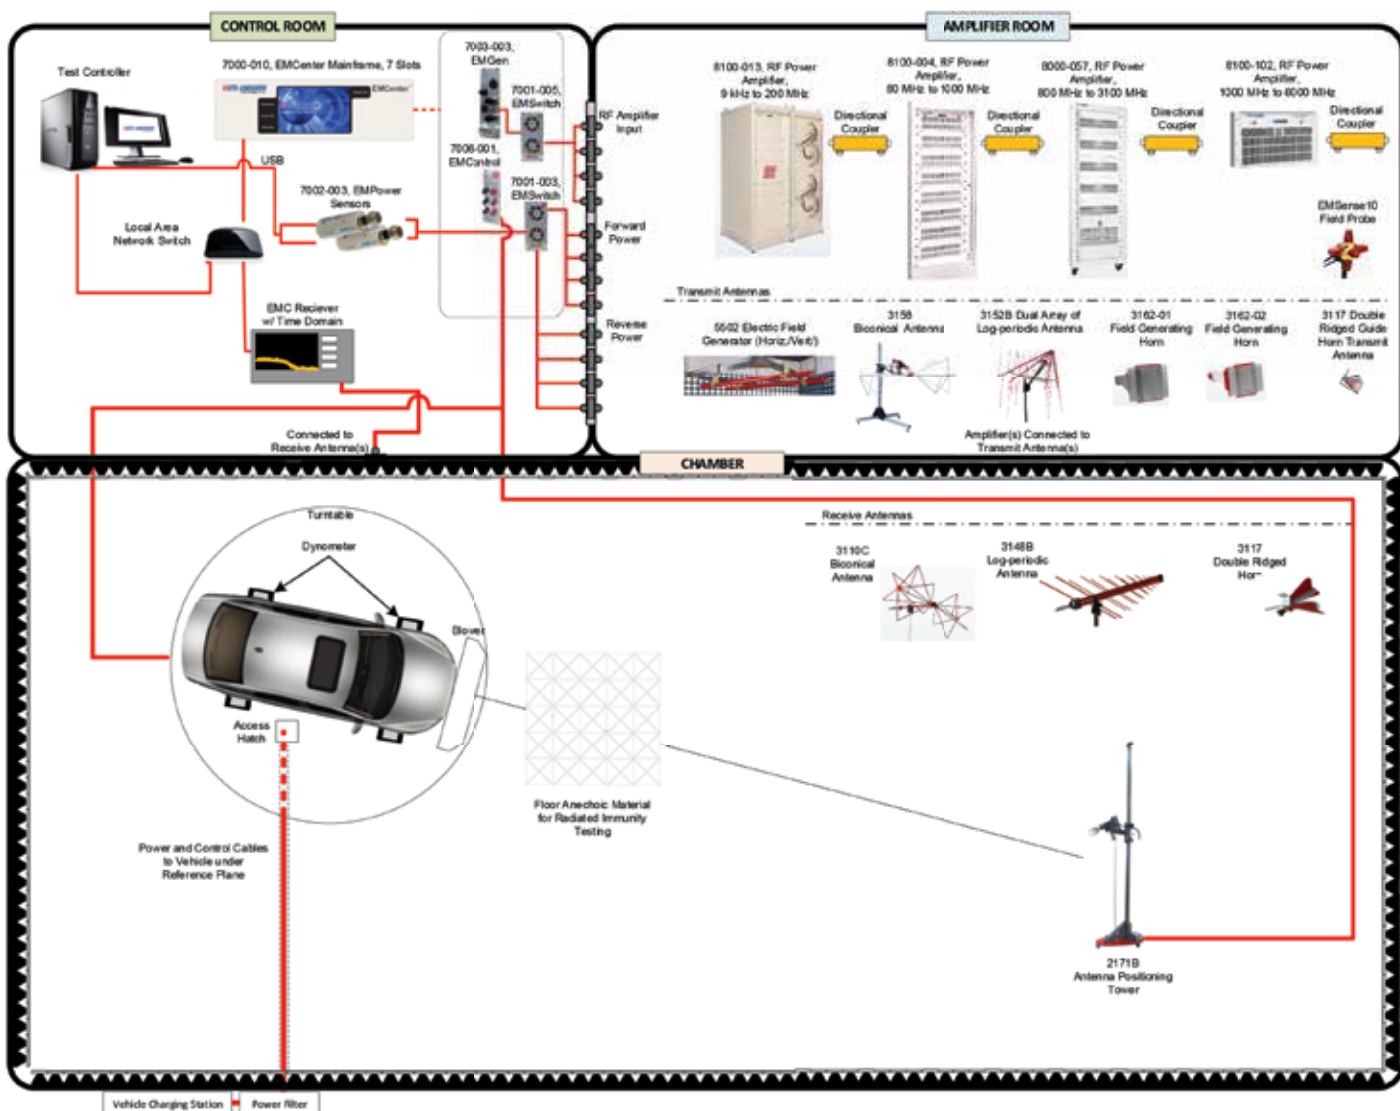 CONTROL ROOM
AMPLIFIER ROOM
Test Controller
7000-010, EMCenter Mainframe, 7 Slots
EMCenter
7003-003,
EMGen
7001-005,
EMSwitch
7006-001,
EMControl
7001-003,
EMSwitch
USB
7002-003, EMPower
Sensors
Local Area
Network Switch
EMC Reciever
w/ Time Domain
Connected to
Receive Antenna(s)
RF Amplifier
Input
Forward
Power
Reverse
Power
8100-013, RF Power
Amplifier,
9 kHz to 200 MHz
Directional
Coupler
8100-004, RF Power
Amplifier,
80 MHz to 1000 MHz
Directional
Coupler
8000-057, RF Power
Amplifier,
800 MHz to 3100 MHz
Directional
Coupler
8100-102, RF Power
Amplifier,
1000 MHz to 6000 MHz
Directional
Coupler
EMSense10
Field Probe
Transmit Antennas
5502 Electric Field
Generator (Horiz./Vert/)
3158
Biconical Antenna
3152B Dual Array of
Log-periodic Antenna
3162-01
Field Generating
Horn
3162-02
Field Generating
Horn
3117 Double
Ridged Guide
Horn Transmit
Antenna
Amplifier(s) Connected to
Transmit Antenna(s)
CHAMBER
Turntable
Dynometer
Blower
Access
Hatch
Power and Control Cables
to Vehicle under
Reference Plane
Floor Anechoic Material
for Radiated Immunity
Testing
Receive Antennas
3110C
Biconical
Antenna
3148B
Log-periodic
Antenna
3117
Double Ridged
Horn
2171B
Antenna Positioning
Tower
Vehicle Charging Station
Power Filter